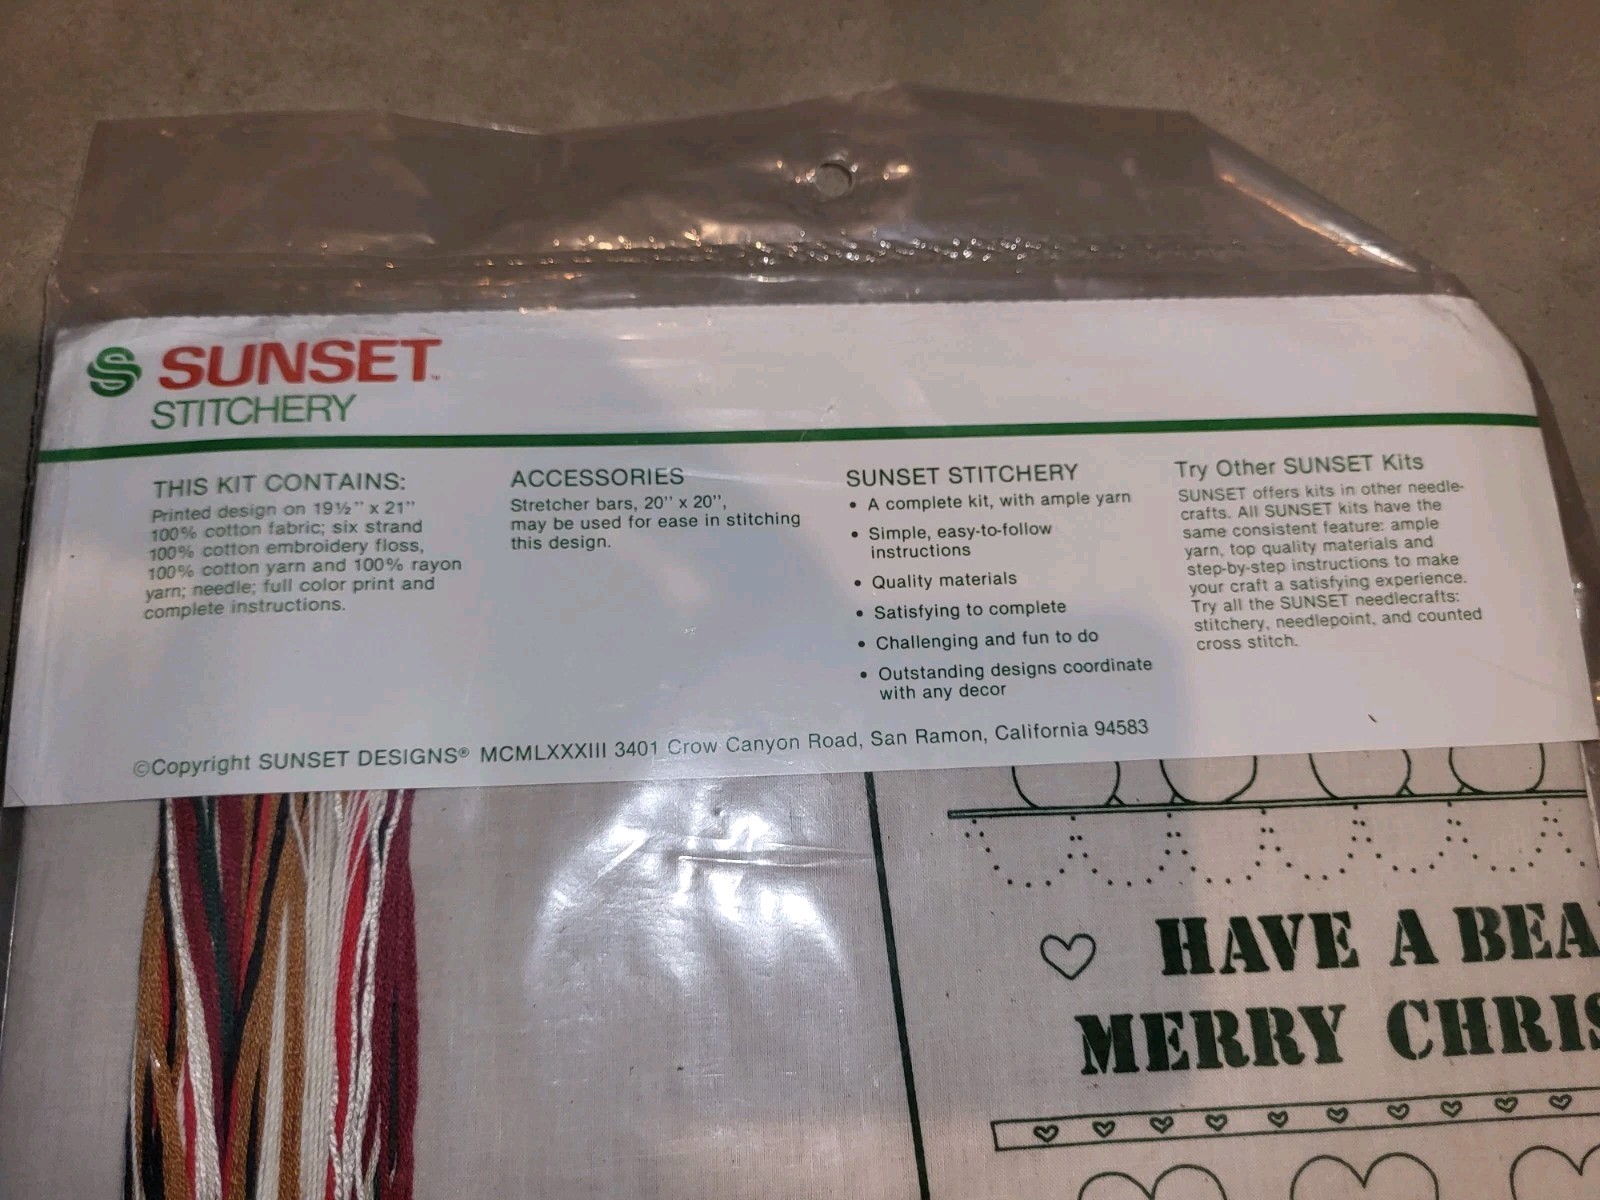 SUNSET™
STITCHERY
THIS KIT CONTAINS:
Printed design on 19½" x 21"
100% cotton fabric; six strand
100% cotton embroidery floss,
100% cotton yarn and 100% rayon
yarn; needle; full color print and
complete instructions.
ACCESSORIES
Stretcher bars, 20" x 20",
may be used for ease in stitching
this design.
SUNSET STITCHERY
• A complete kit, with ample yarn
• Simple, easy-to-follow
instructions
• Quality materials
• Satisfying to complete
• Challenging and fun to do
• Outstanding designs coordinate
with any decor
Try Other SUNSET Kits
SUNSET offers kits in other needle-
crafts. All SUNSET kits have the
same consistent feature: ample
yarn, top quality materials and
step-by-step instructions to make
your craft a satisfying experience.
Try all the SUNSET needlecrafts:
stitchery, needlepoint, and counted
cross stitch.
©Copyright SUNSET DESIGNS® MCMLXXXIII 3401 Crow Canyon Road, San Ramon, California 94583
HAVE A BEA
MERRY CHRIS